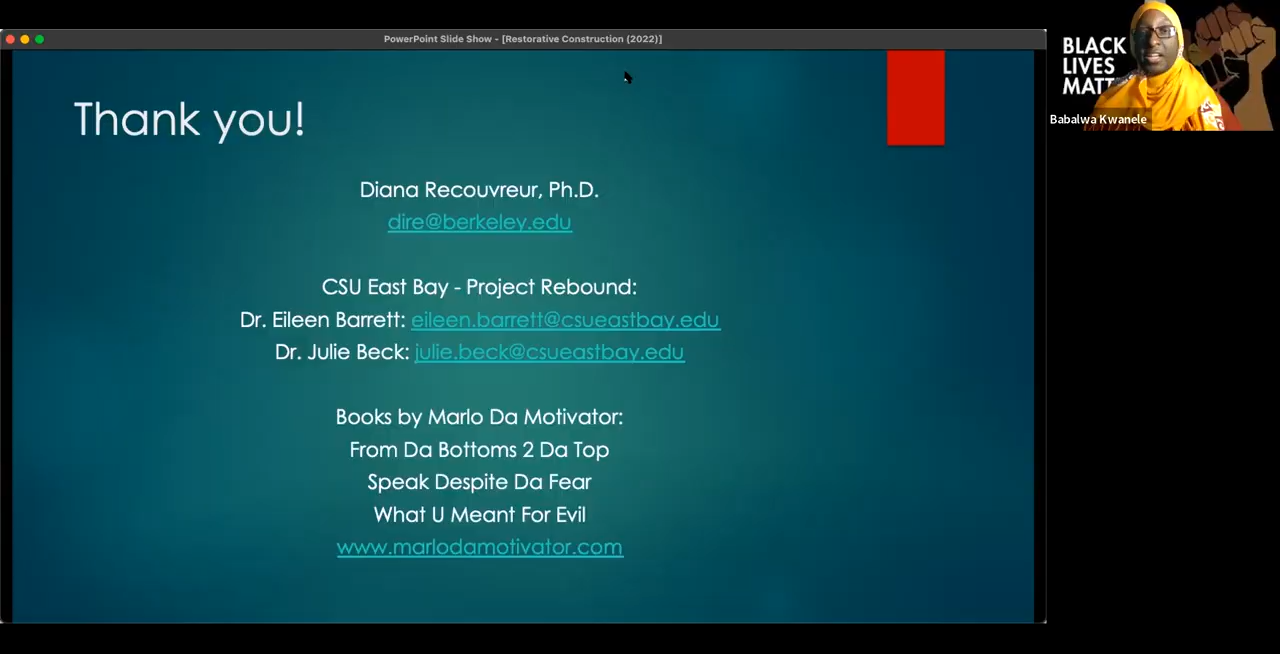 PowerPoint Slide Show - [Restorative Construction (2022)]
Thank you!
Diana Recouvreur, Ph.D.
dire@berkeley.edu
CSU East Bay - Project Rebound:
Dr. Eileen Barrett: eileen.barrett@csueastbay.edu
Dr. Julie Beck: julie.beck@csueastbay.edu
Books by Marlo Da Motivator:
From Da Bottoms 2 Da Top
Speak Despite Da Fear
What U Meant For Evil
www.marlodamotivator.com
BLACK
LIVES
MATT
Babalwa Kwanele